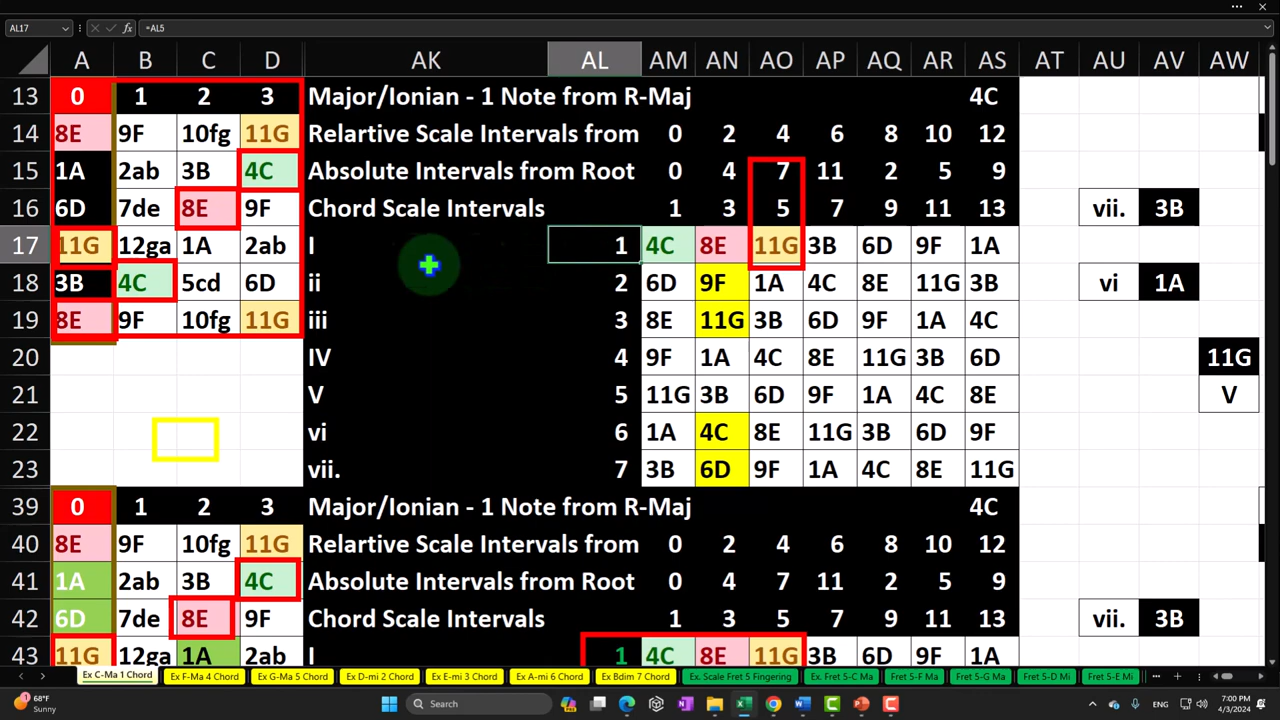 AL17 fx =AL5
A B C D AK AL AM AN AO AP AQ AR AS AT AU AV AW
13 0 1 2 3 Major/Ionian - 1 Note from R-Maj 4C
14 8E 9F 10fg 11G Relartive Scale Intervals from 0 2 4 6 8 10 12
15 1A 2ab 3B 4C Absolute Intervals from Root 0 4 7 11 2 5 9
16 6D 7de 8E 9F Chord Scale Intervals 1 3 5 7 9 11 13 vii. 3B
17 11G 12ga 1A 2ab I 1 4C 8E 11G 3B 6D 9F 1A
18 3B 4C 5cd 6D ii 2 6D 9F 1A 4C 8E 11G 3B vi 1A
19 8E 9F 10fg 11G iii 3 8E 11G 3B 6D 9F 1A 4C
20 IV 4 9F 1A 4C 8E 11G 3B 6D 11G
21 V 5 11G 3B 6D 9F 1A 4C 8E V
22 vi 6 1A 4C 8E 11G 3B 6D 9F
23 vii. 7 3B 6D 9F 1A 4C 8E 11G
39 0 1 2 3 Major/Ionian - 1 Note from R-Maj 4C
40 8E 9F 10fg 11G Relartive Scale Intervals from 0 2 4 6 8 10 12
41 1A 2ab 3B 4C Absolute Intervals from Root 0 4 7 11 2 5 9
42 6D 7de 8E 9F Chord Scale Intervals 1 3 5 7 9 11 13 vii. 3B
43 11G 12ga 1A 2ab I 1 4C 8E 11G 3B 6D 9F 1A
Ex C-Ma 1 Chord Ex F-Ma 4 Chord Ex G-Ma 5 Chord Ex D-mi 2 Chord Ex E-mi 3 Chord Ex A-mi 6 Chord Ex Bdim 7 Chord Ex. Scale Fret 5 Fingering Ex. Fret 5-C Ma Fret 5-F Ma Fret 5-G Ma Fret 5-D Mi Fret 5-E Mi
68°F
Sunny
Search
ENG
7:00 PM
4/3/2024